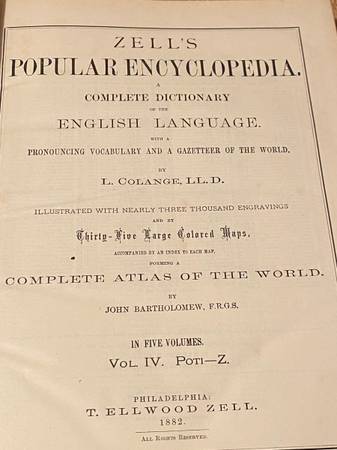 ZELL'S
POPULAR ENCYCLOPEDIA.
A
COMPLETE DICTIONARY
OF THE
ENGLISH LANGUAGE.
WITH A
PRONOUNCING VOCABULARY AND A GAZETTEER OF THE WORLD,
BY
L. COLANGE, LL.D.
ILLUSTRATED WITH NEARLY THREE THOUSAND ENGRAVINGS
AND BY
Thirty-Five Large Colored Maps,
ACCOMPANIED BY AN INDEX TO EACH MAP,
FORMING A
COMPLETE ATLAS OF THE WORLD.
BY
JOHN BARTHOLOMEW, F.R.G.S.
IN FIVE VOLUMES.
VOL. IV. POTI—Z.
PHILADELPHIA:
T. ELLWOOD ZELL.
1882.
ALL RIGHTS RESERVED.